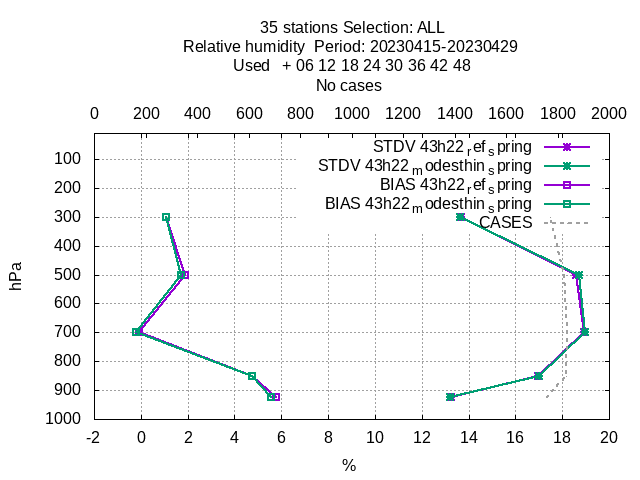 35 stations Selection: ALL
Relative humidity  Period: 20230415-20230429
Used   + 06 12 18 24 30 36 42 48
No cases
0 200 400 600 800 1000 1200 1400 1600 1800 2000
STDV 43h22_ref_spring
STDV 43h22_modesthin_spring
BIAS 43h22_ref_spring
BIAS 43h22_modesthin_spring
CASES
100
200
300
400
500
600
700
800
900
1000
hPa
-2 0 2 4 6 8 10 12 14 16 18 20
%